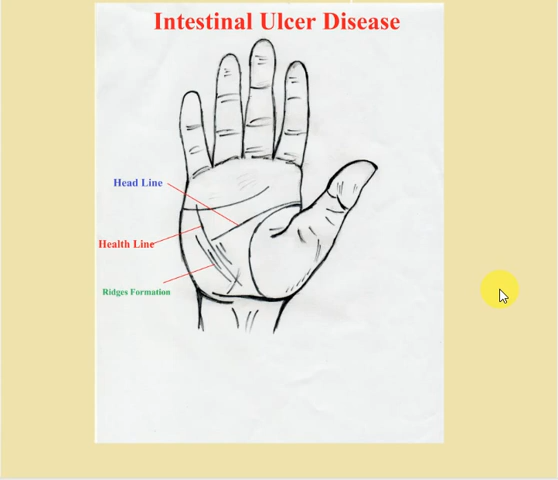 Intestinal Ulcer Disease
Head Line
Health Line
Ridges Formation